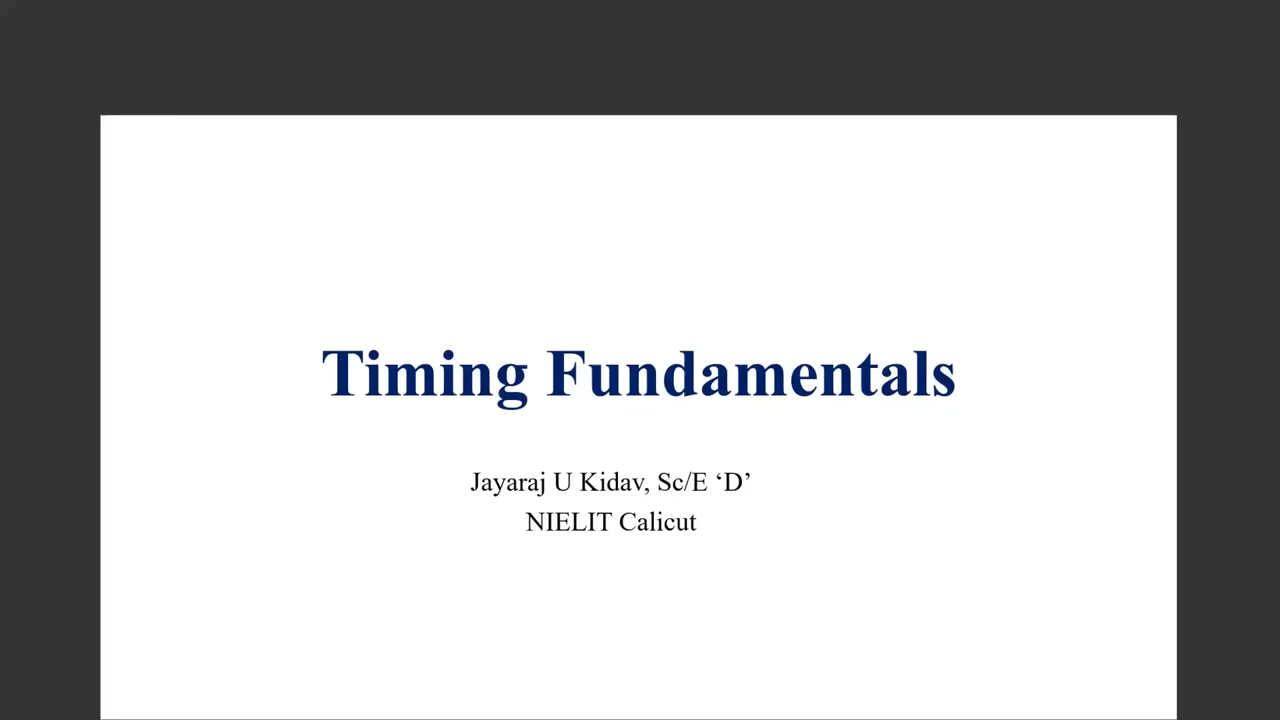 Timing Fundamentals
Jayaraj U Kidav, Sc/E ‘D’
NIELIT Calicut